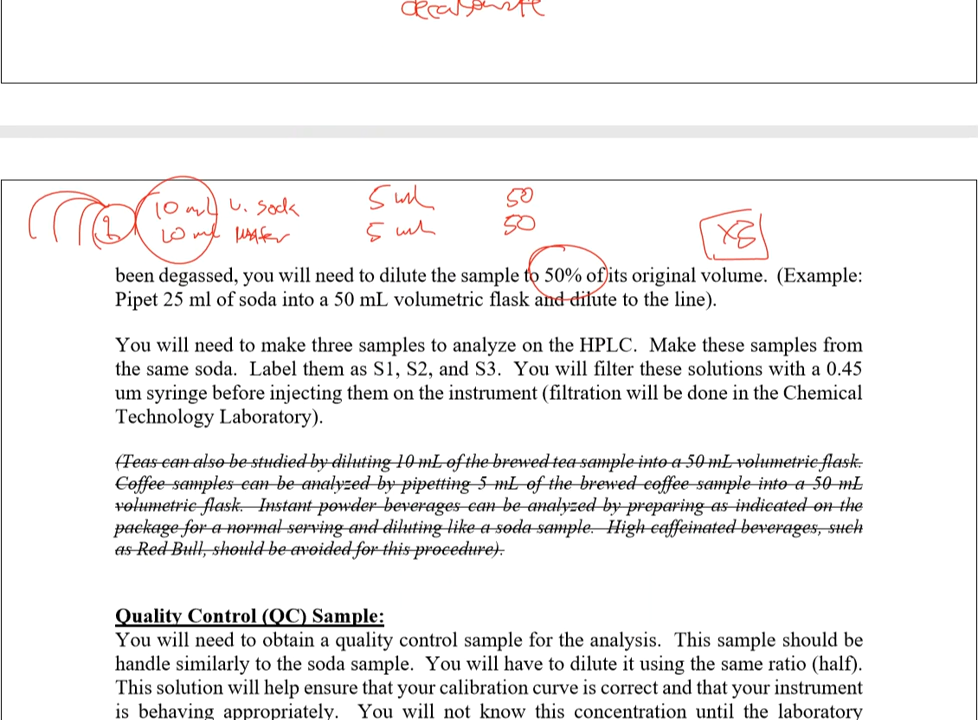 decarbonate
10 ml v. soda 5 ml 50
10 ml water 5 ml 50
been degassed, you will need to dilute the sample to 50% of its original volume. (Example:
Pipet 25 ml of soda into a 50 mL volumetric flask and dilute to the line).
You will need to make three samples to analyze on the HPLC. Make these samples from
the same soda. Label them as S1, S2, and S3. You will filter these solutions with a 0.45
um syringe before injecting them on the instrument (filtration will be done in the Chemical
Technology Laboratory).
(Teas can also be studied by diluting 10 mL of the brewed tea sample into a 50 mL volumetric flask.
Coffee samples can be analyzed by pipetting 5 mL of the brewed coffee sample into a 50 mL
volumetric flask. Instant powder beverages can be analyzed by preparing as indicated on the
package for a normal serving and diluting like a soda sample. High caffeinated beverages, such
as Red Bull, should be avoided for this procedure).
Quality Control (QC) Sample:
You will need to obtain a quality control sample for the analysis. This sample should be
handle similarly to the soda sample. You will have to dilute it using the same ratio (half).
This solution will help ensure that your calibration curve is correct and that your instrument
is behaving appropriately. You will not know this concentration until the laboratory